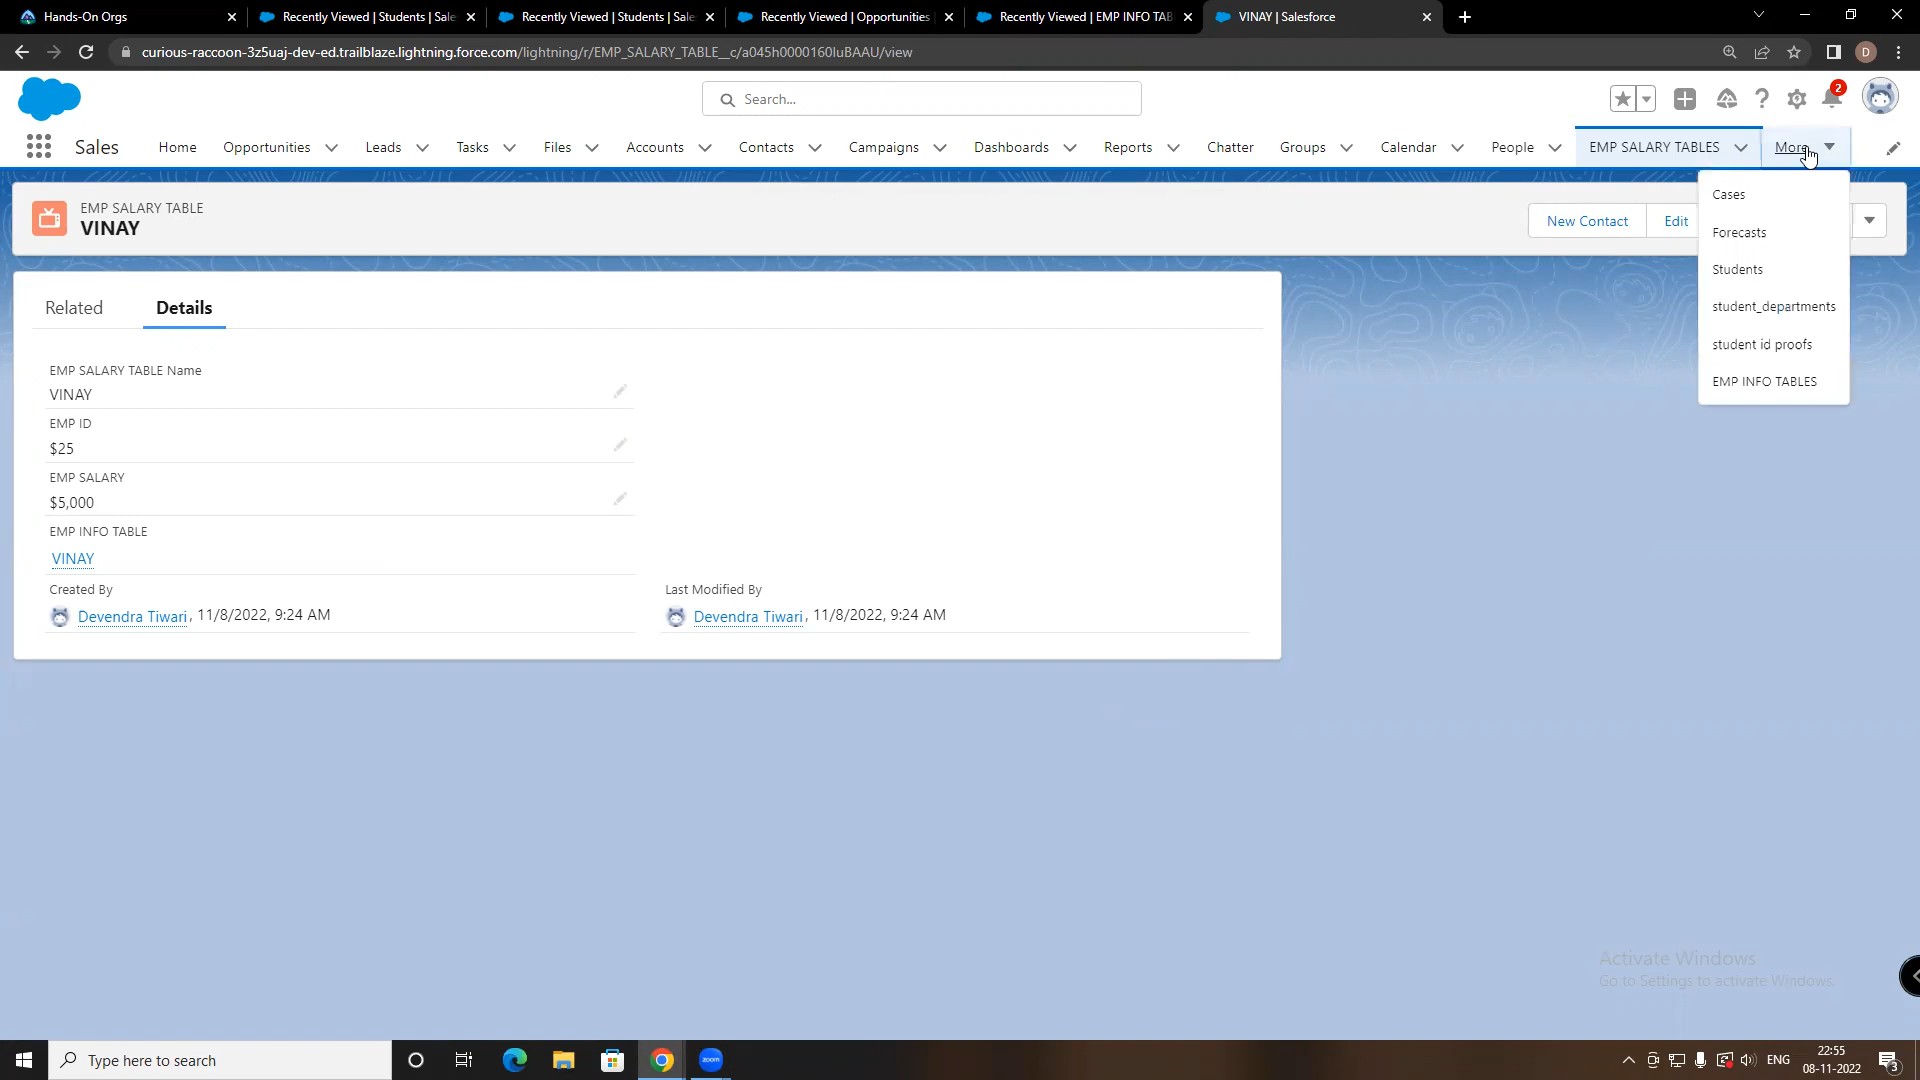 Hands-On Orgs
Recently Viewed | Students | Sale
Recently Viewed | Students | Sale
Recently Viewed | Opportunities
Recently Viewed | EMP INFO TAB
VINAY | Salesforce
curious-raccoon-3z5uaj-dev-ed.trailblaze.lightning.force.com/lightning/r/EMP_SALARY_TABLE__c/a045h0000160IuBAAU/view
D
Search...
2
Sales
Home
Opportunities
Leads
Tasks
Files
Accounts
Contacts
Campaigns
Dashboards
Reports
Chatter
Groups
Calendar
People
EMP SALARY TABLES
More
Cases
Forecasts
Students
student_departments
student id proofs
EMP INFO TABLES
EMP SALARY TABLE
VINAY
New Contact
Edit
Related
Details
EMP SALARY TABLE Name
VINAY
EMP ID
$25
EMP SALARY
$5,000
EMP INFO TABLE
VINAY
Created By
Devendra Tiwari, 11/8/2022, 9:24 AM
Last Modified By
Devendra Tiwari, 11/8/2022, 9:24 AM
Activate Windows
Go to Settings to activate Windows.
Type here to search
zoom
ENG
22:55
08-11-2022
3